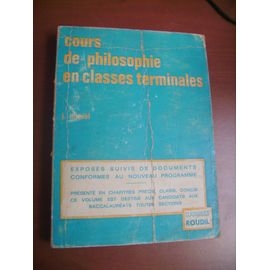 cours
de philosophie
en classes terminales
EXPOSÉS SUIVIS DE DOCUMENTS
CONFORMES AU NOUVEAU PROGRAMME
PRÉSENTÉ EN CHAPITRES PRÉCIS, CLAIRS, CONCIS
CE VOLUME EST DESTINÉ AUX CANDIDATS AUX
BACCALAURÉATS TOUTES SECTIONS
ROUDIL